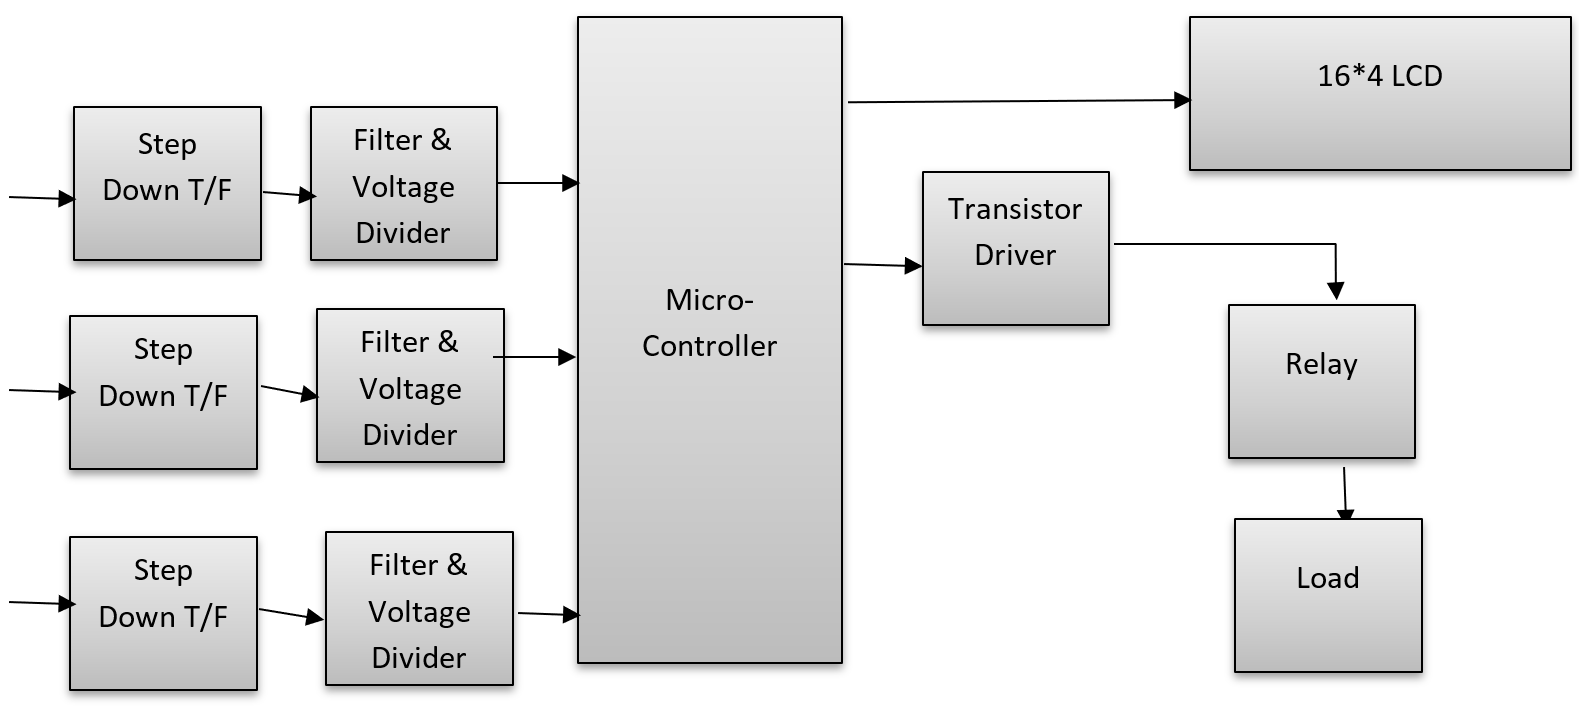 Step
Down T/F
Filter &
Voltage
Divider
Step
Down T/F
Filter &
Voltage
Divider
Step
Down T/F
Filter &
Voltage
Divider
Micro-
Controller
16*4 LCD
Transistor
Driver
Relay
Load